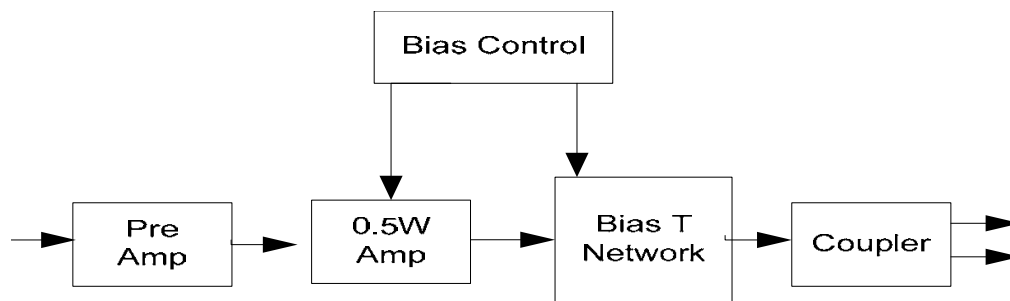 Bias Control
Pre
Amp
0.5W
Amp
Bias T
Network
Coupler